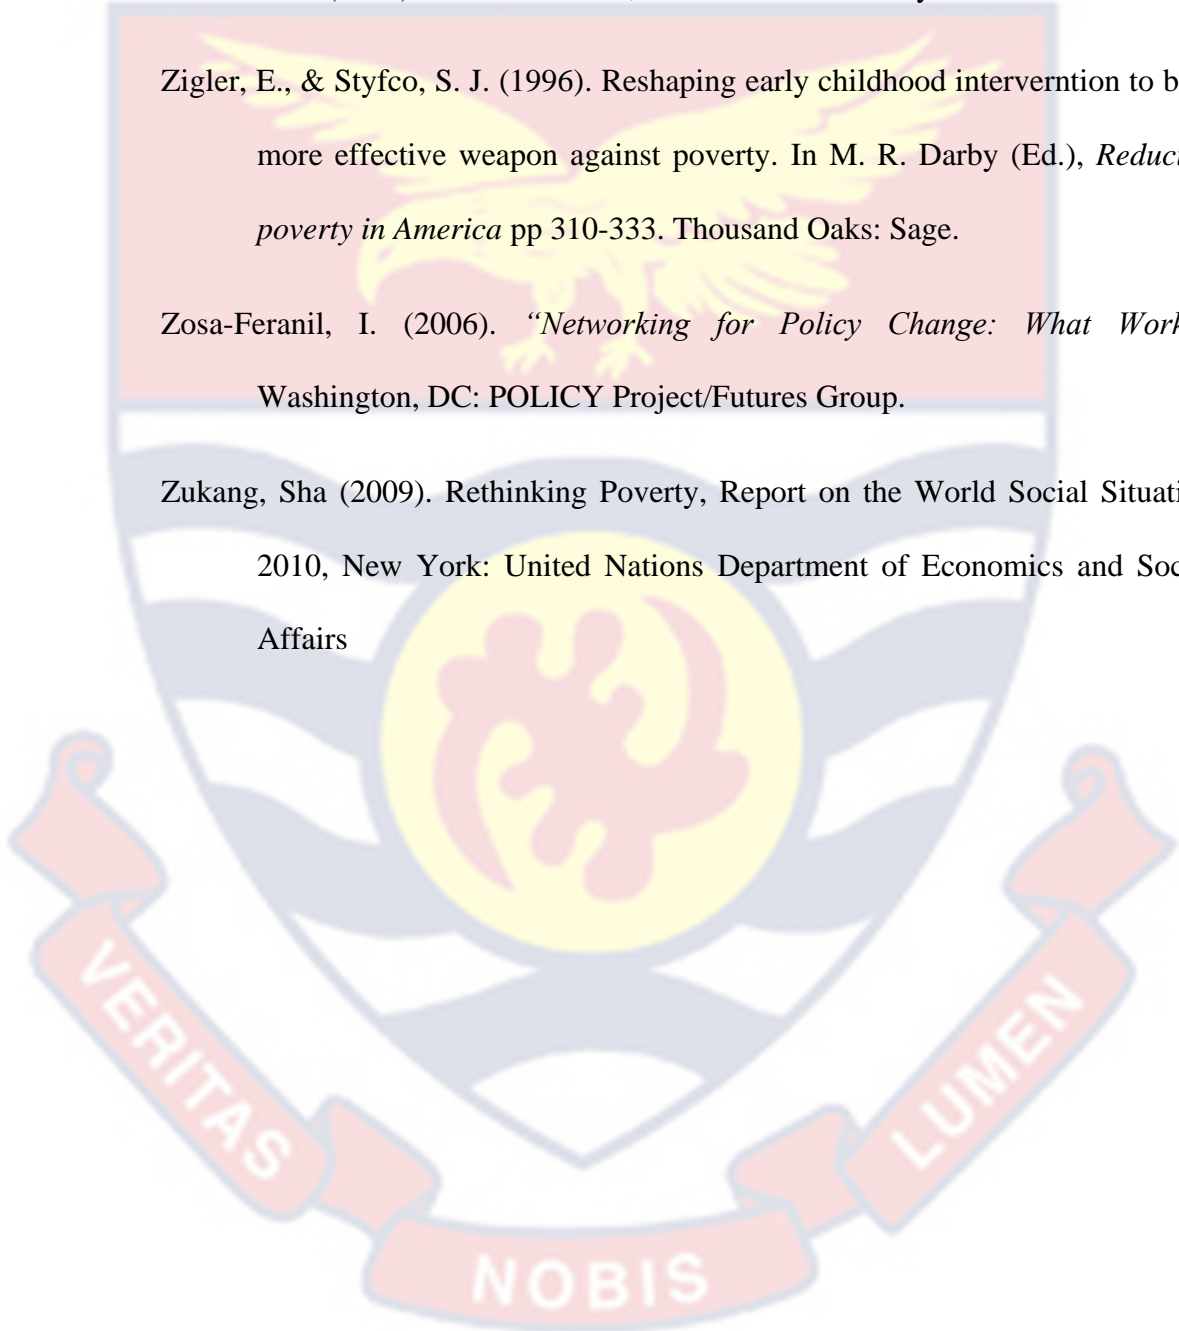 Zigler, E., & Styfco, S. J. (1996). Reshaping early childhood interverntion to b
more effective weapon against poverty. In M. R. Darby (Ed.), Reduc
poverty in America pp 310-333. Thousand Oaks: Sage.
Zosa-Feranil, I. (2006). “Networking for Policy Change: What Work
Washington, DC: POLICY Project/Futures Group.
Zukang, Sha (2009). Rethinking Poverty, Report on the World Social Situati
2010, New York: United Nations Department of Economics and Soc
Affairs
VERITAS
NOBIS
LUMEN